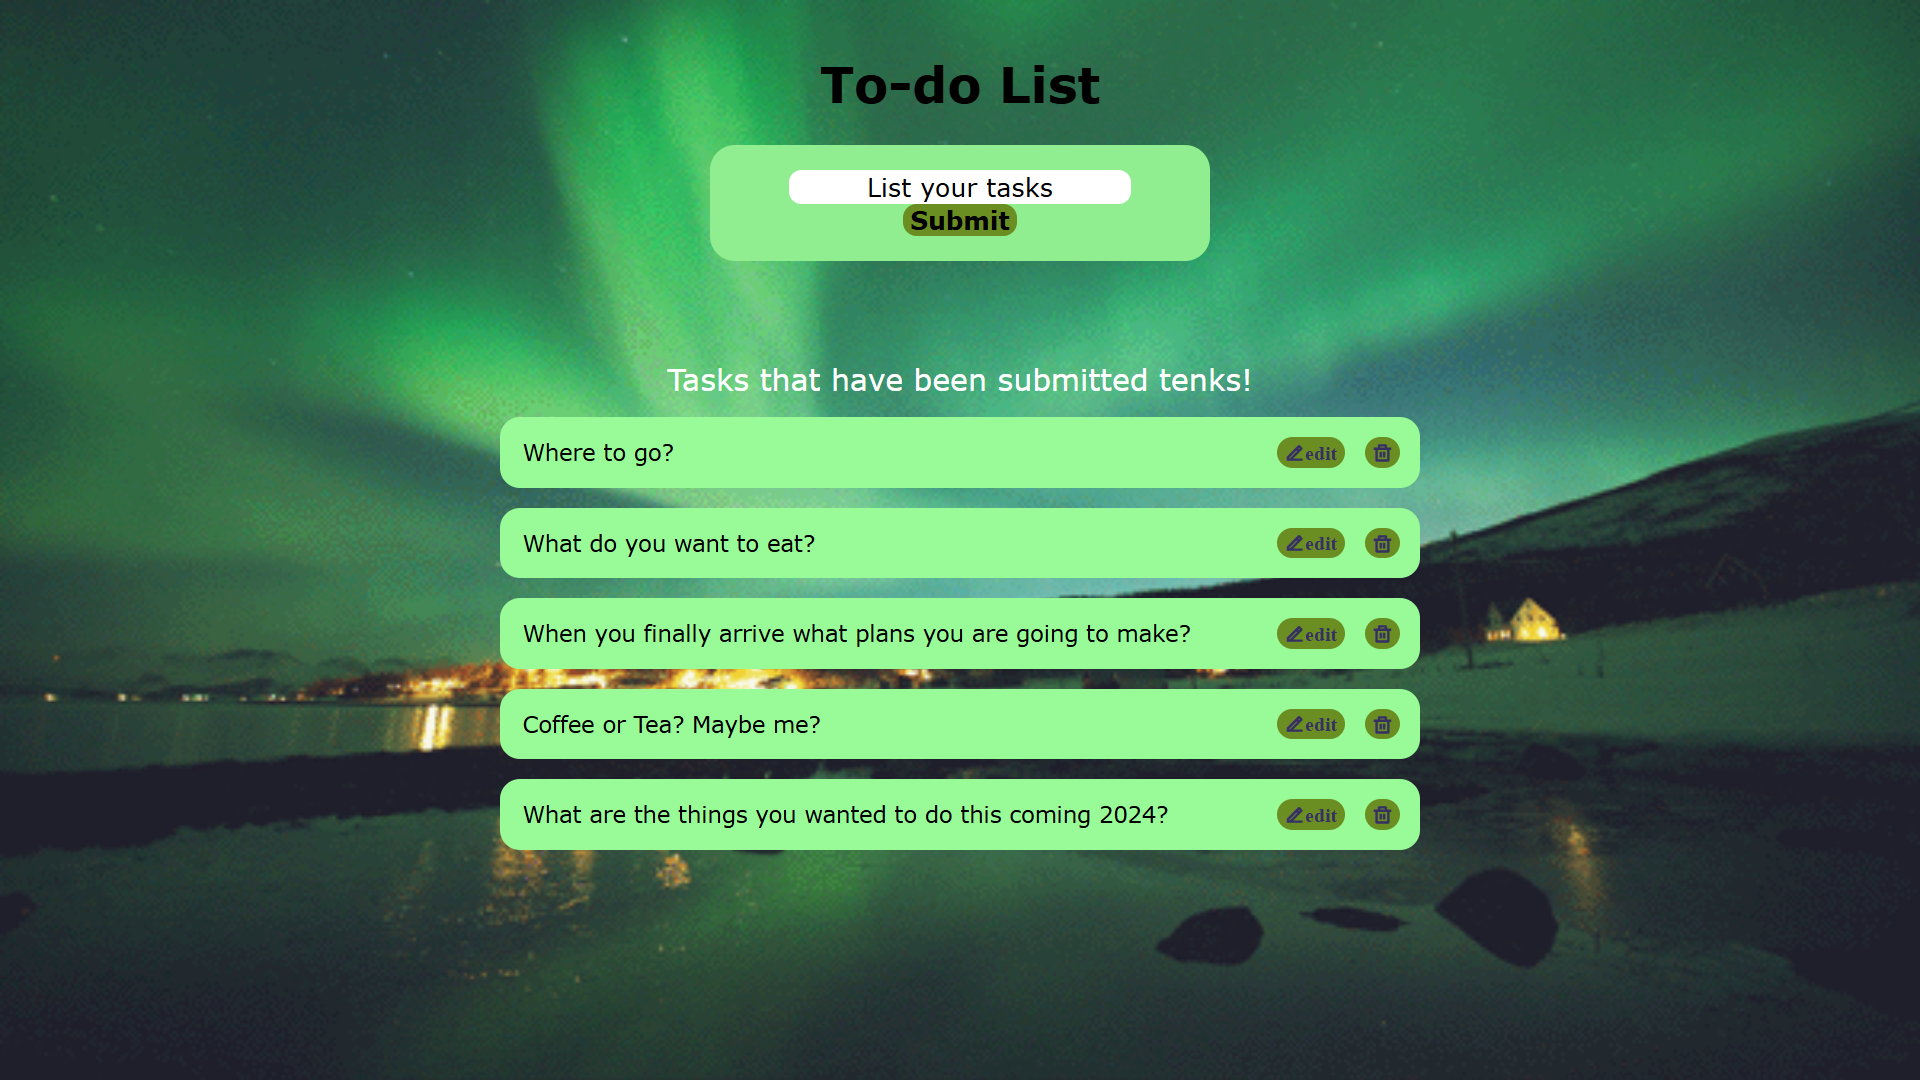 To-do List
List your tasks
Submit
Tasks that have been submitted tenks!
Where to go? edit
What do you want to eat? edit
When you finally arrive what plans you are going to make? edit
Coffee or Tea? Maybe me? edit
What are the things you wanted to do this coming 2024? edit